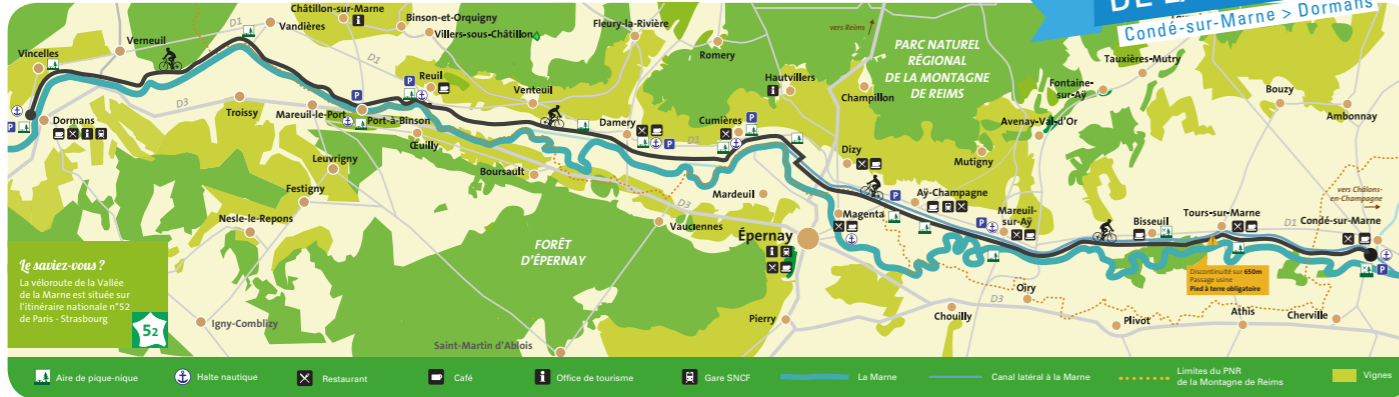 DE LA
Condé-sur-Marne > Dormans
D1
Châtillon-sur-Marne
Vandières
Binson-et-Orquigny
Villers-sous-Châtillon
Fleury-la-Rivière
Romery
vers Reims
PARC NATUREL
RÉGIONAL
DE LA MONTAGNE
DE REIMS
Tauxières-Mutry
Fontaine-
sur-Aÿ
Bouzy
Ambonnay
Vincelles
Verneuil
D1
Reuil
Venteuil
Hautvillers
Champillon
Avenay-Val-d'Or
P
Dormans
D3
Troissy
Mareuil-le-Port
P
Port-à-Binson
P
Œuilly
Damery
P
D1
Cumières
P
Dizy
Mutigny
Leuvrigny
Festigny
Boursault
Mardeuil
D3
Magenta
P
Aÿ-Champagne
P
Mareuil-
sur-Aÿ
Bisseuil
Tours-sur-Marne
D1
vers Châlons-
en-Champagne
Condé-sur-Marne
P
Nesle-le-Repons
Vauciennes
Épernay
FORÊT
D'ÉPERNAY
Discontinuité sur 650m
Passage usine
Pied à terre obligatoire
Le saviez-vous ?
La véloroute de la Vallée
de la Marne est située sur
l'itinéraire nationale n°52
de Paris - Strasbourg
52
Igny-Comblizy
Saint-Martin d'Ablois
Pierry
Chouilly
Oiry
D3
Plivot
Athis
Cherville
Aire de pique-nique
Halte nautique
Restaurant
Café
Office de tourisme
Gare SNCF
La Marne
Canal latéral à la Marne
Limites du PNR
de la Montagne de Reims
Vignes